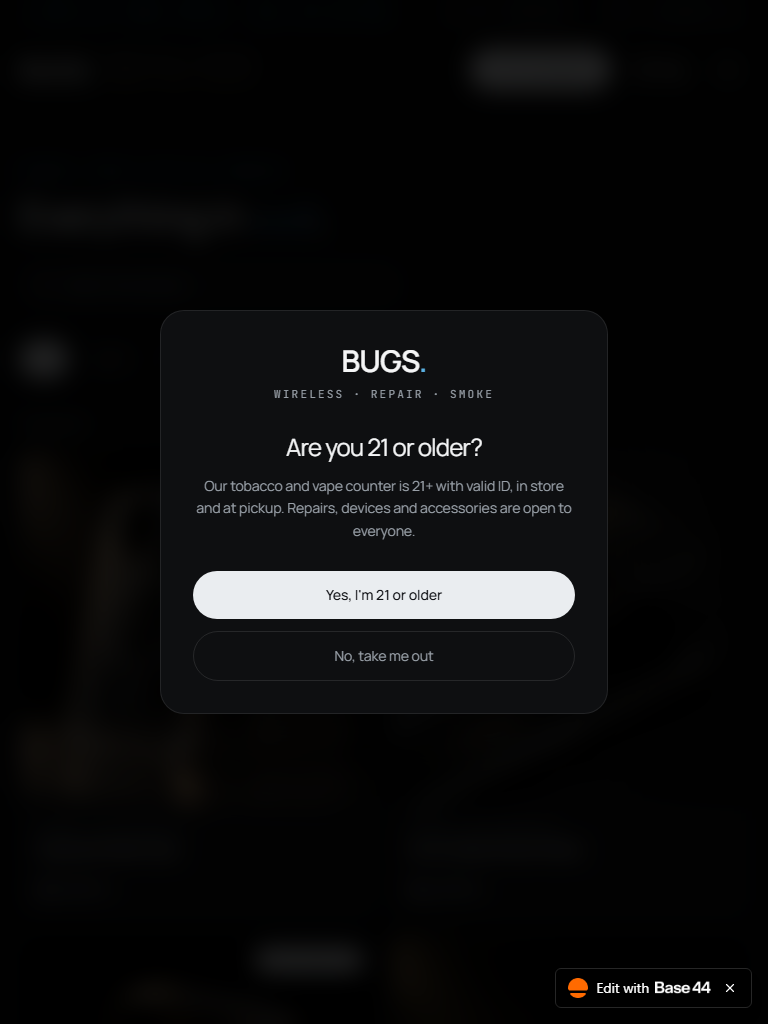 BUGS.
WIRELESS · REPAIR · SMOKE
Are you 21 or older?
Our tobacco and vape counter is 21+ with valid ID, in store
and at pickup. Repairs, devices and accessories are open to
everyone.
Yes, I'm 21 or older
No, take me out
Edit with Base44 ×